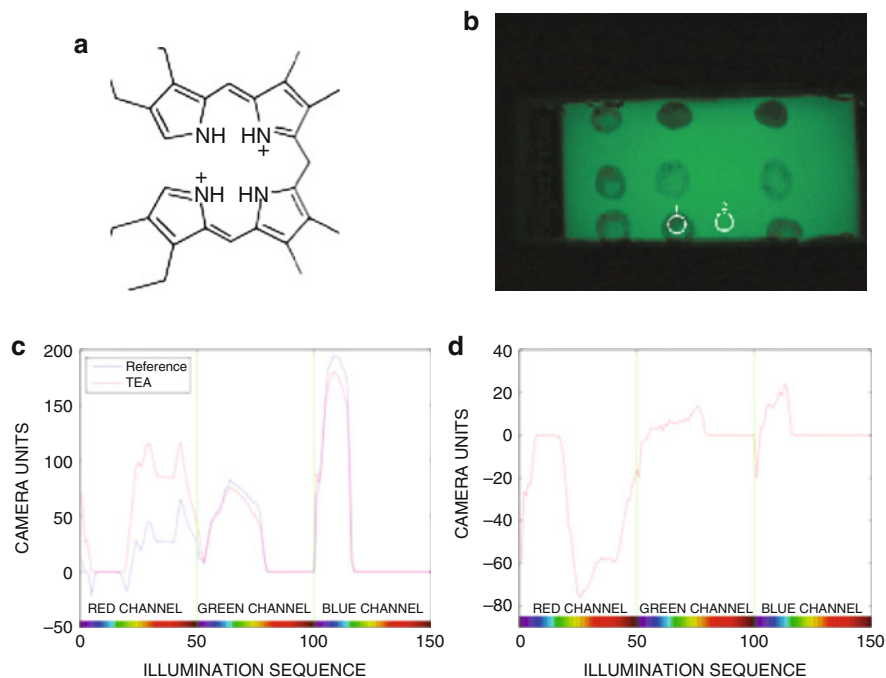 a
NH HN
+
+
NH HN
b
1 2
c
200
150
100
50
0
−50
CAMERA UNITS
Reference
TEA
RED CHANNEL GREEN CHANNEL BLUE CHANNEL
0 50 100 150
ILLUMINATION SEQUENCE
d
40
20
0
−20
−40
−60
−80
CAMERA UNITS
RED CHANNEL GREEN CHANNEL BLUE CHANNEL
0 50 100 150
ILLUMINATION SEQUENCE